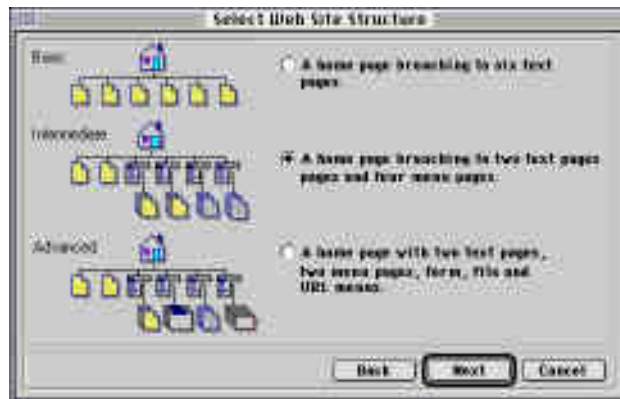 Select Web Site Structure
Basic
A home page branching to six text
pages.
Intermediate
A home page branching to two text pages
pages and four menu pages.
Advanced
A home page with two text pages,
two menu pages, form, file and
URL menus.
Back
Next
Cancel